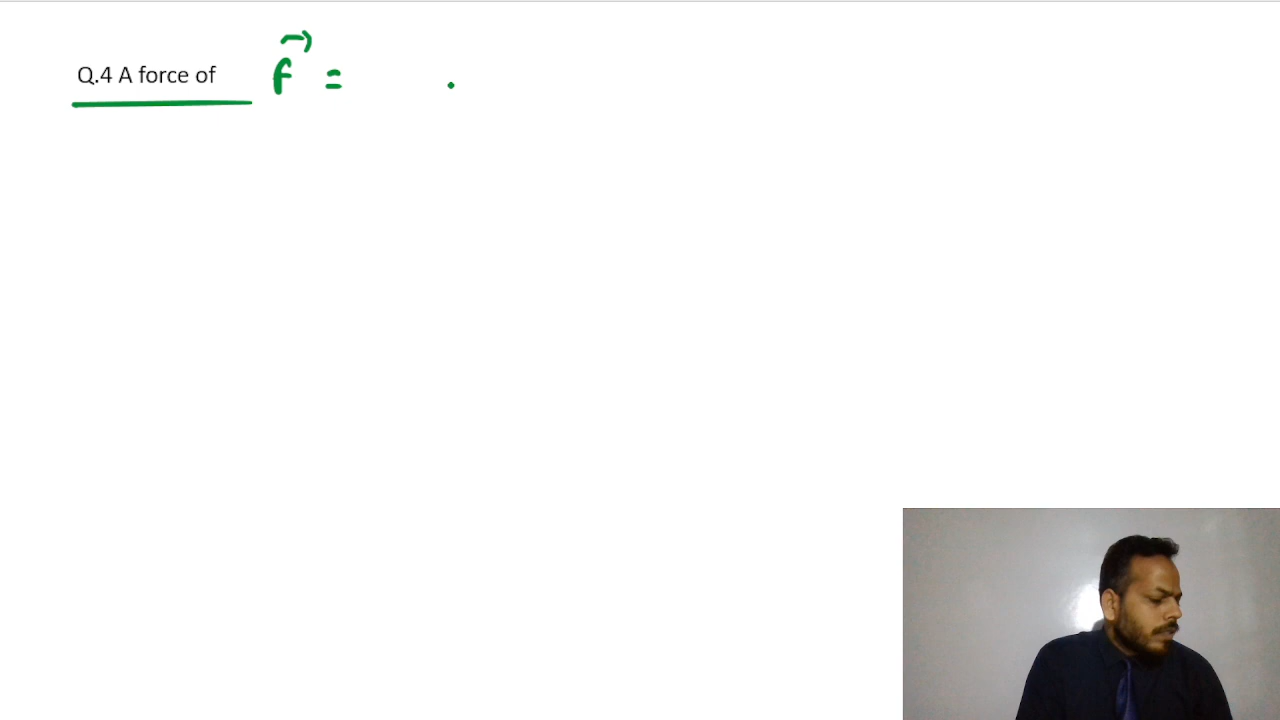 Q.4 A force of f⃗ = .